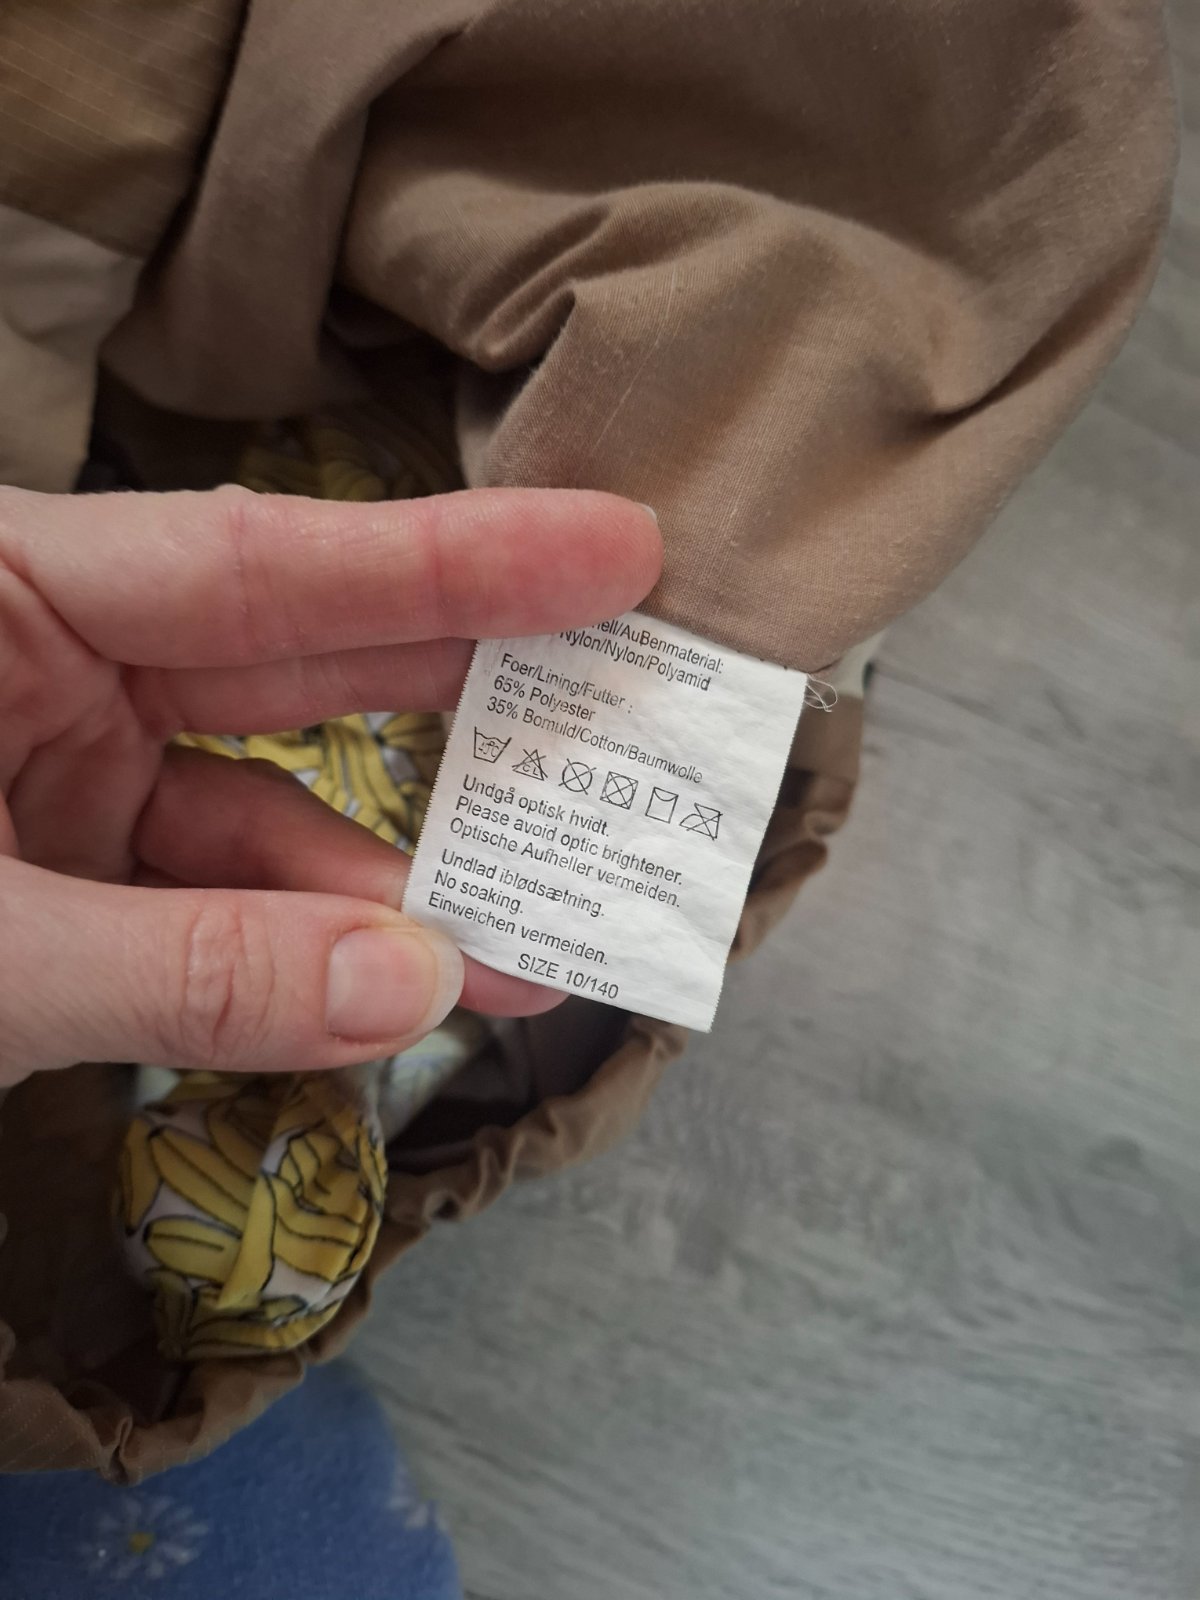 Nylon/Nylon/Polyamid
Foer/Lining/Futter :
65% Polyester
35% Bomuld/Cotton/Baumwolle
CL
Undgå optisk hvidt.
Please avoid optic brightener.
Optische Aufheller vermeiden.
Undlad iblødsætning.
No soaking.
Einweichen vermeiden.
SIZE 10/140